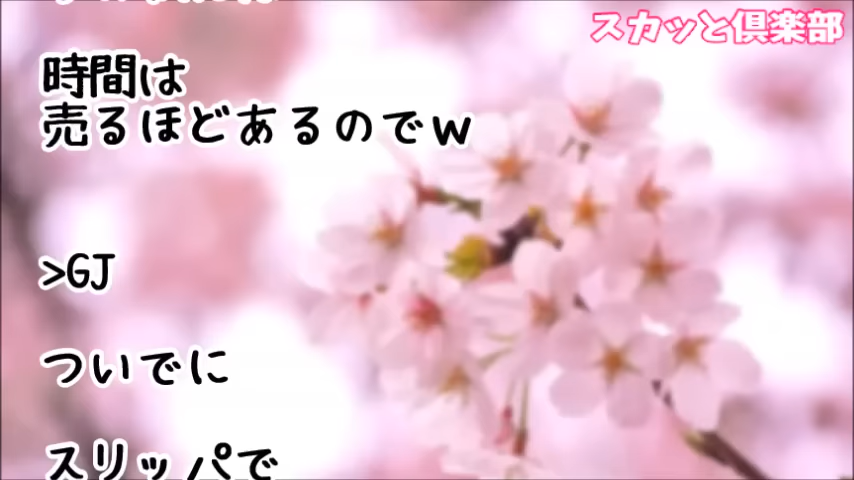 スカッと倶楽部
時間は
売るほどあるのでｗ
>GJ
ついでに
スリッパで